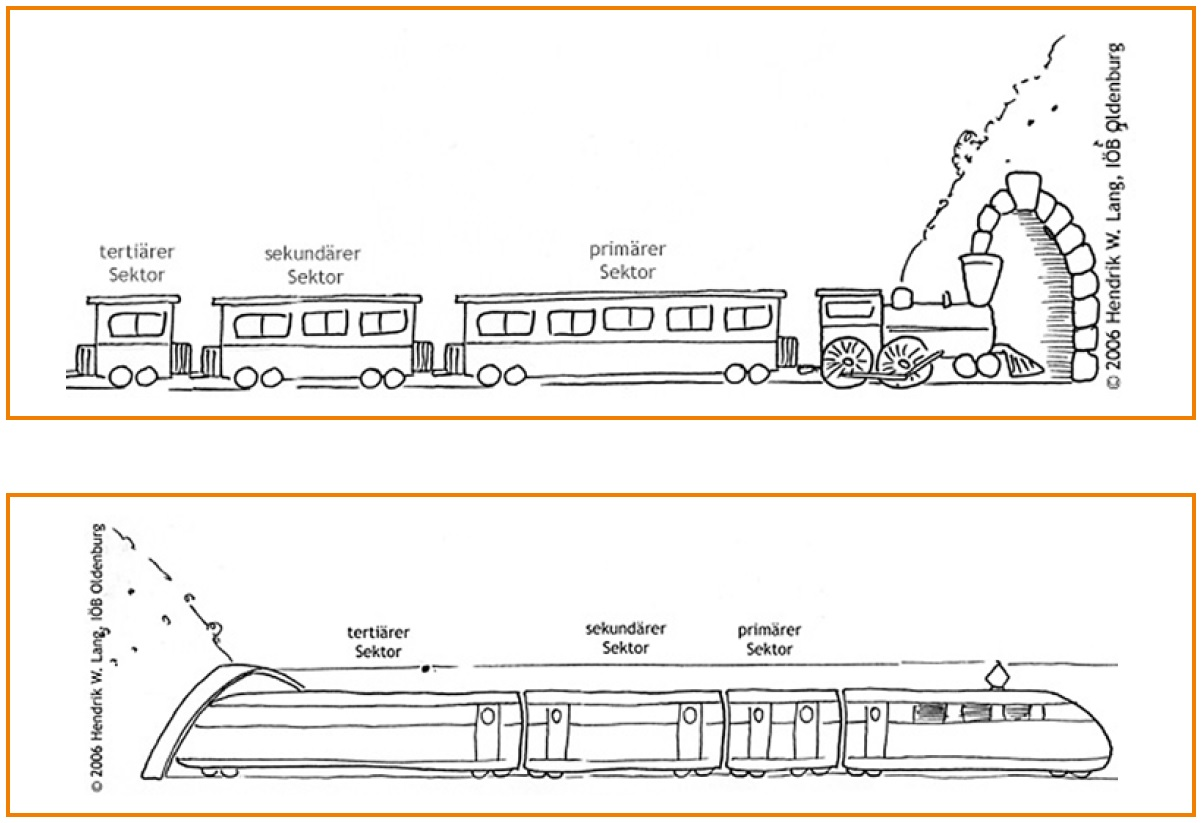 tertiärer
Sektor
sekundärer
Sektor
primärer
Sektor
© 2006 Hendrik W. Lang, IÖB Oldenburg
© 2006 Hendrik W. Lang, IÖB Oldenburg
tertiärer
Sektor
sekundärer
Sektor
primärer
Sektor